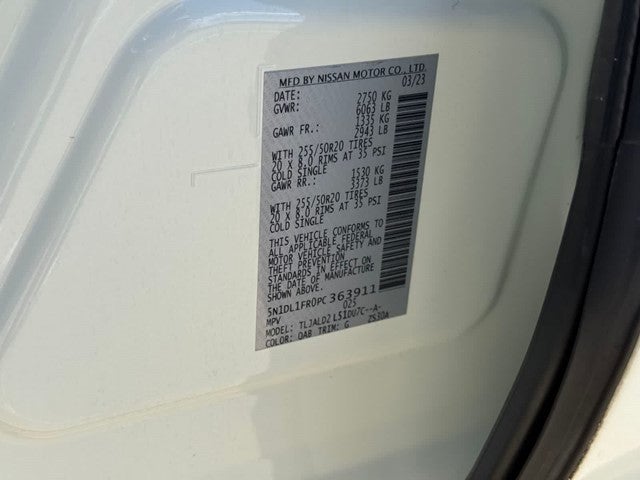 MFD BY NISSAN MOTOR CO., LTD.
DATE: 03/23
GVWR: 2750 KG
6063 LB
GAWR FR.: 1335 KG
2943 LB
WITH 255/50R20 TIRES
20 X 8.0 RIMS AT 35 PSI
COLD SINGLE
GAWR RR.: 1530 KG
3373 LB
WITH 255/50R20 TIRES
20 X 8.0 RIMS AT 35 PSI
COLD SINGLE
THIS VEHICLE CONFORMS TO
ALL APPLICABLE FEDERAL
MOTOR VEHICLE SAFETY AND
THEFT PREVENTION
STANDARDS IN EFFECT ON
THE DATE OF MANUFACTURE
SHOWN ABOVE.
5N1DL1FR0PC363911
MPV 025
MODEL: TLJALDZ L51DU7C--A-
COLOR: QAB TRIM: G ZS30A